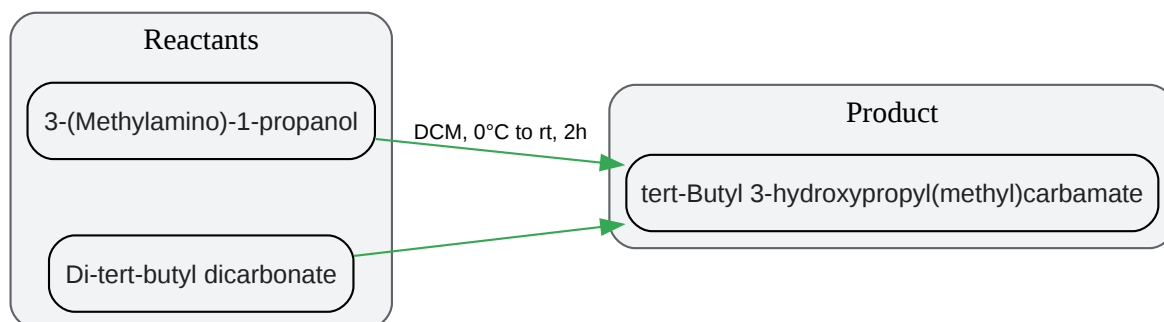 Reactants
3-(Methylamino)-1-propanol
DCM, 0°C to rt, 2h
Di-tert-butyl dicarbonate
Product
tert-Butyl 3-hydroxypropyl(methyl)carbamate